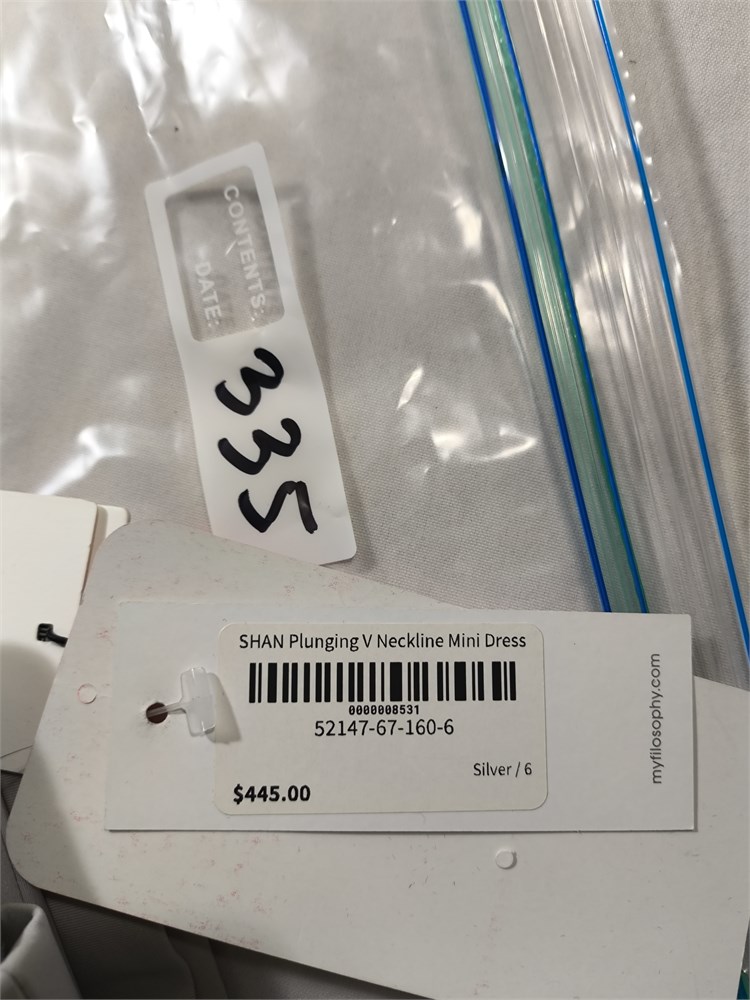 CONTENTS:
DATE:
335
SHAN Plunging V Neckline Mini Dress
0000008531
52147-67-160-6
Silver / 6
$445.00
myfilosophy.com